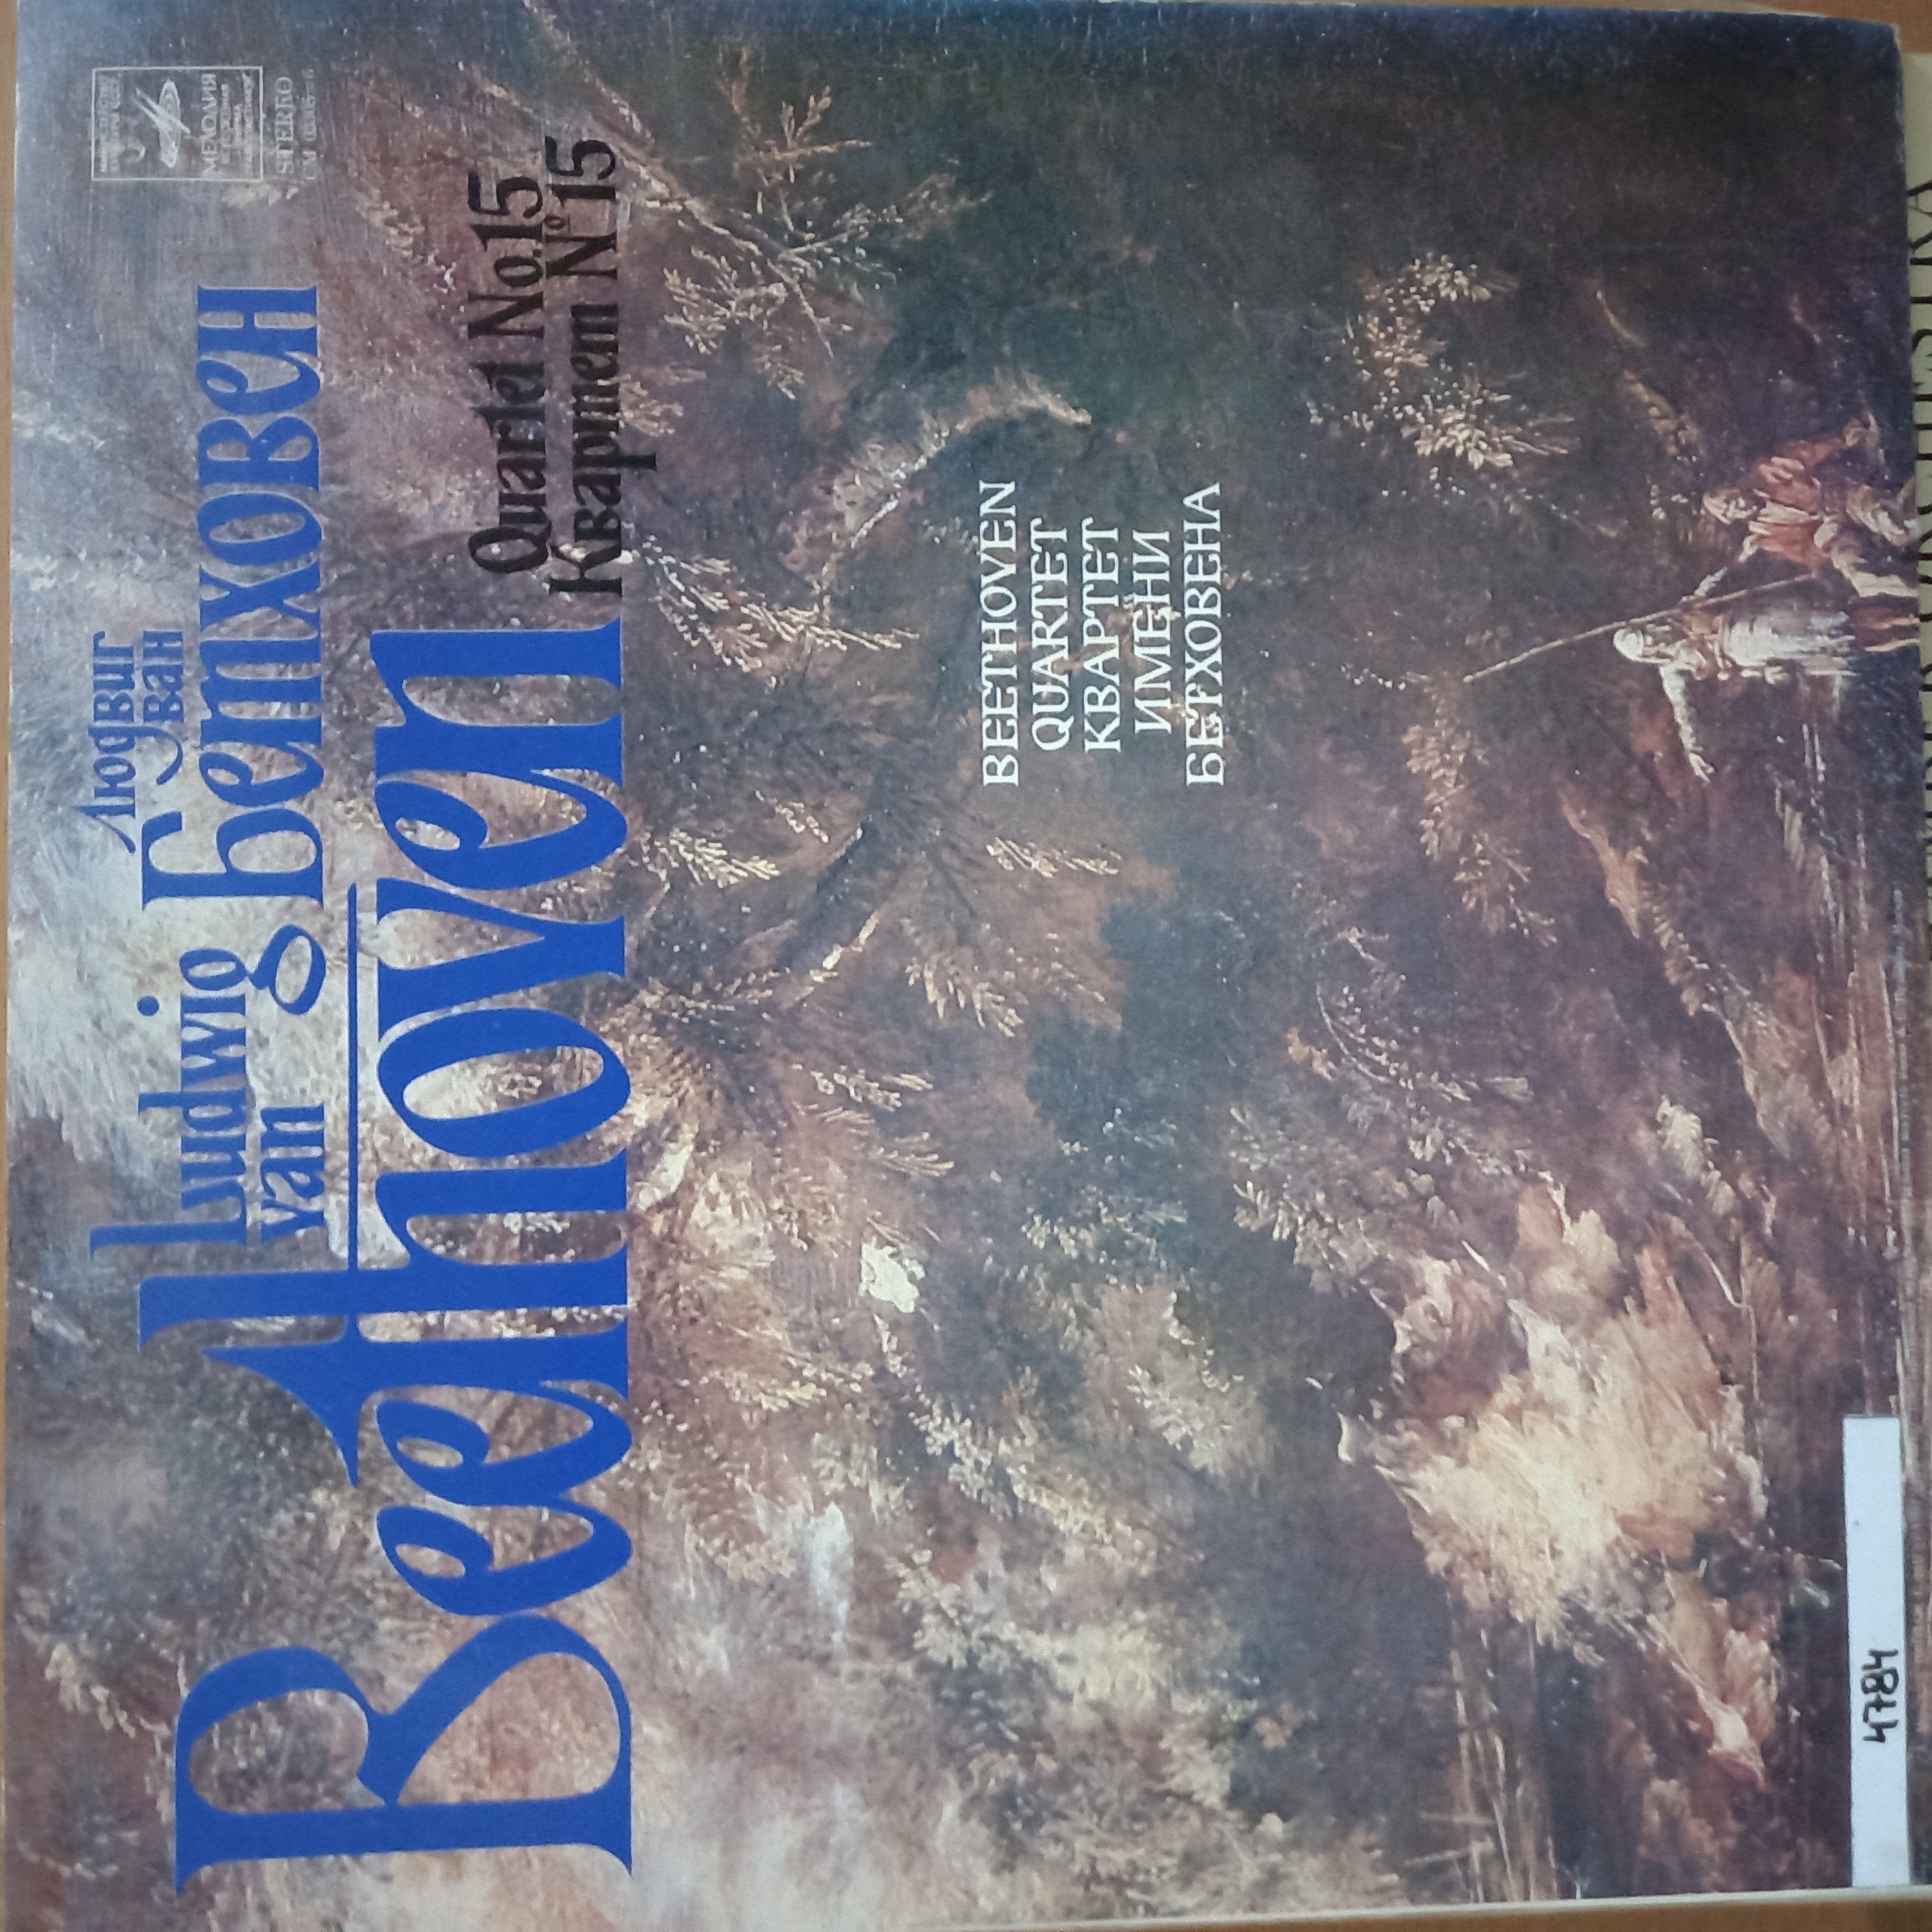 Людвиг
ван
Бетховен
Ludwig
van
Beethoven
Quartet No.15
Квартет № 15
МЕЛОДИЯ
STEREO
BEETHOVEN
QUARTET
КВАРТЕТ
ИМЕНИ
БЕТХОВЕНА
4784